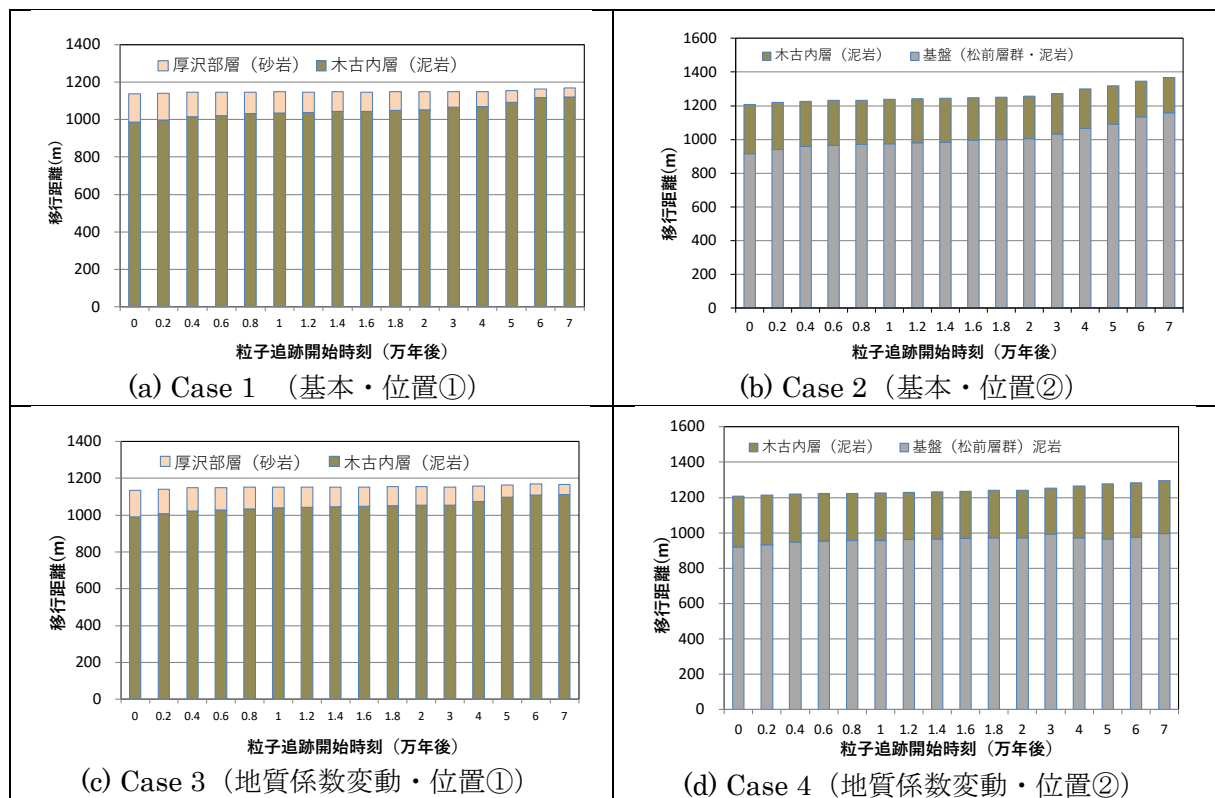 1400
1200
1000
800
600
400
200
0
移行距離(m)
厚沢部層（砂岩） 木古内層（泥岩）
0 0.2 0.4 0.6 0.8 1 1.2 1.4 1.6 1.8 2 3 4 5 6 7
粒子追跡開始時刻（万年後）
(a) Case 1 （基本・位置①）
1600
1400
1200
1000
800
600
400
200
0
移行距離(m)
木古内層（泥岩） 基盤（松前層群・泥岩）
0 0.2 0.4 0.6 0.8 1 1.2 1.4 1.6 1.8 2 3 4 5 6 7
粒子追跡開始時刻（万年後）
(b) Case 2（基本・位置②）
1400
1200
1000
800
600
400
200
0
移行距離(m)
厚沢部層（砂岩） 木古内層（泥岩）
0 0.2 0.4 0.6 0.8 1 1.2 1.4 1.6 1.8 2 3 4 5 6 7
粒子追跡開始時刻（万年後）
(c) Case 3（地質係数変動・位置①）
1600
1400
1200
1000
800
600
400
200
0
移行距離(m)
木古内層（泥岩） 基盤（松前層群）泥岩
0 0.2 0.4 0.6 0.8 1 1.2 1.4 1.6 1.8 2 3 4 5 6 7
粒子追跡開始時刻（万年後）
(d) Case 4（地質係数変動・位置②）